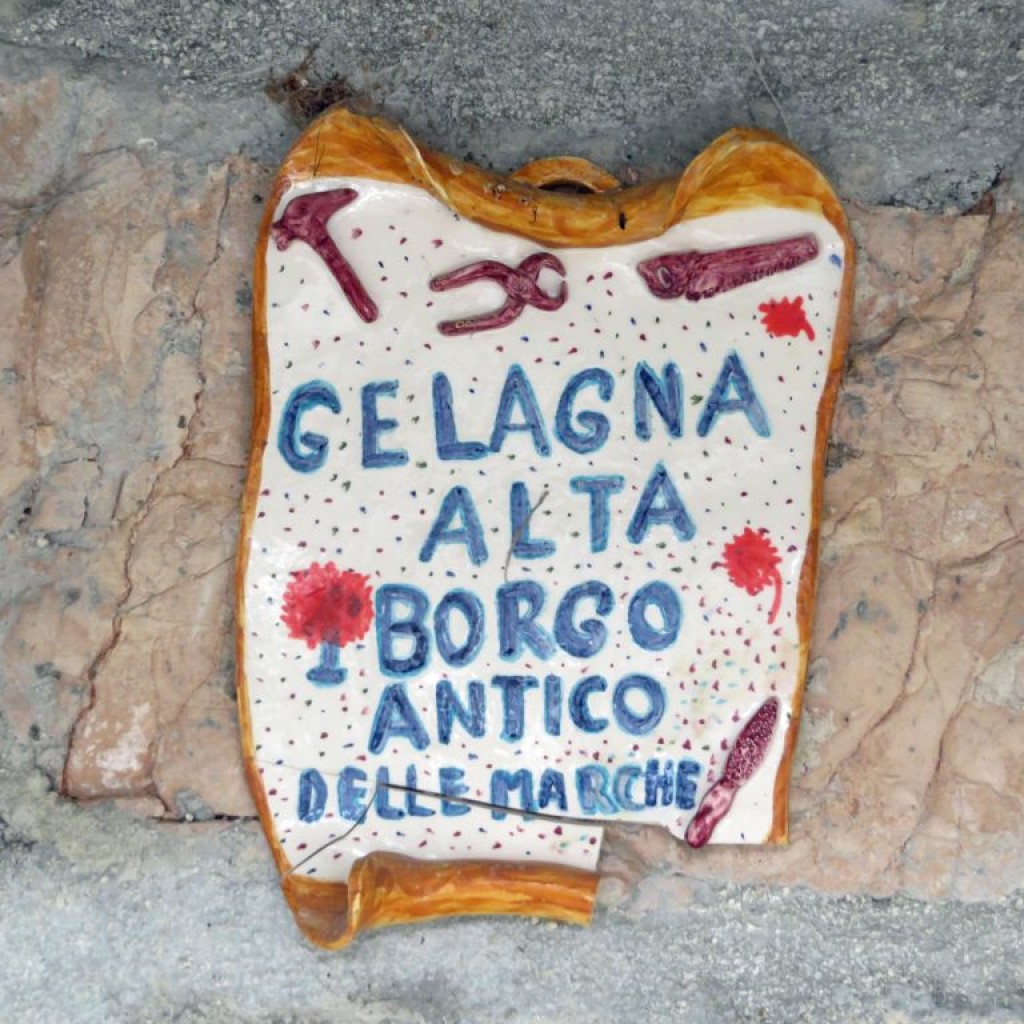 GELAGNA
ALTA
BORGO
ANTICO
DELLE MARCHE